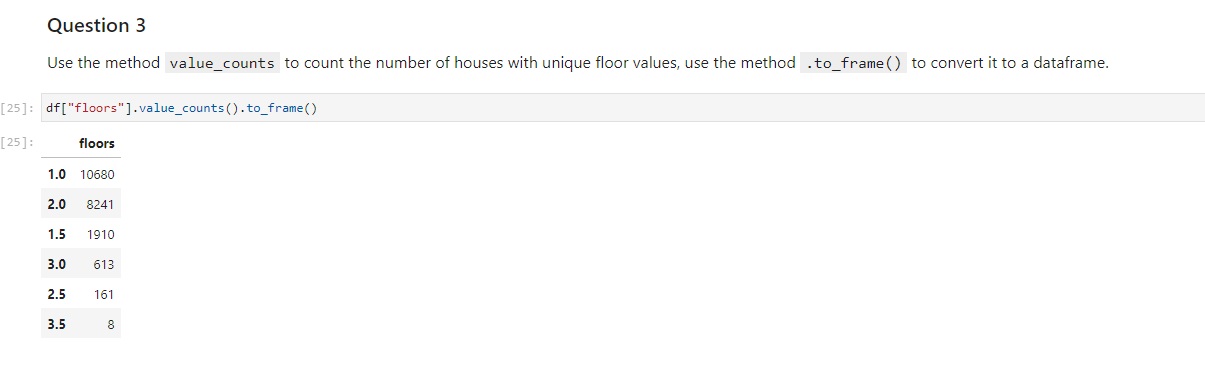 Question 3
Use the method value_counts to count the number of houses with unique floor values, use the method .to_frame() to convert it to a dataframe.
[25]: df["floors"].value_counts().to_frame()
[25]: floors
1.0 10680
2.0 8241
1.5 1910
3.0 613
2.5 161
3.5 8